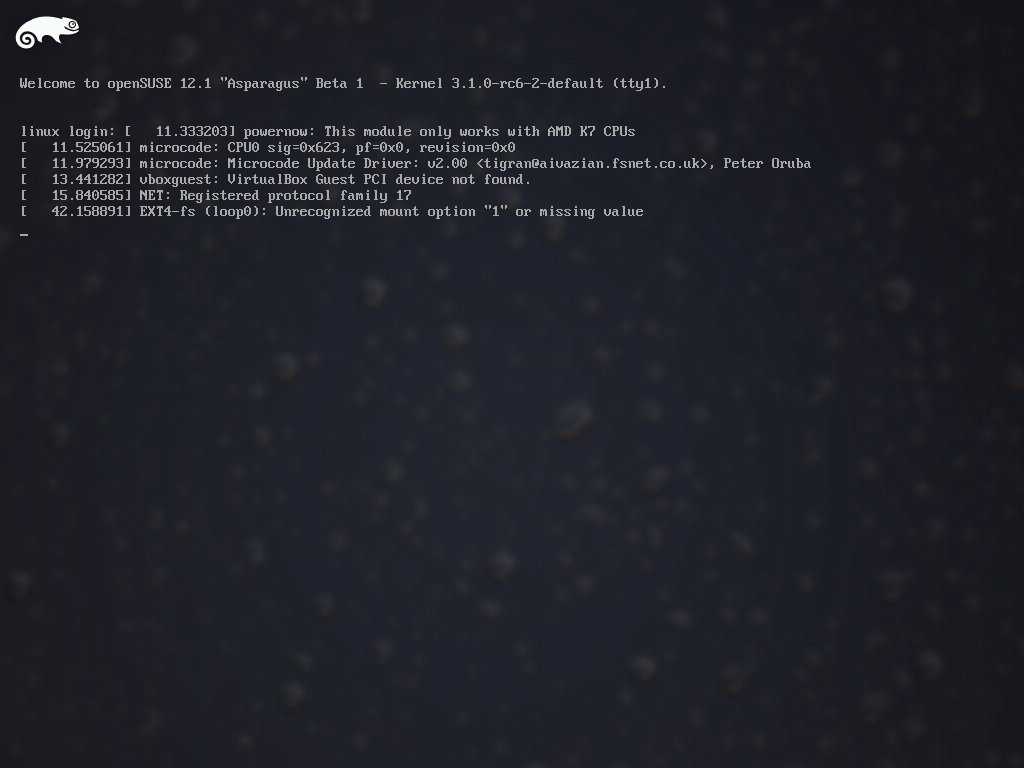 Welcome to openSUSE 12.1 "Asparagus" Beta 1  - Kernel 3.1.0-rc6-2-default (tty1).
linux login: [   11.333203] powernow: This module only works with AMD K7 CPUs
[   11.525061] microcode: CPU0 sig=0x623, pf=0x0, revision=0x0
[   11.979293] microcode: Microcode Update Driver: v2.00 <tigran@aivazian.fsnet.co.uk>, Peter Oruba
[   13.441282] vboxguest: VirtualBox Guest PCI device not found.
[   15.840585] NET: Registered protocol family 17
[   42.158891] EXT4-fs (loop0): Unrecognized mount option "1" or missing value
_